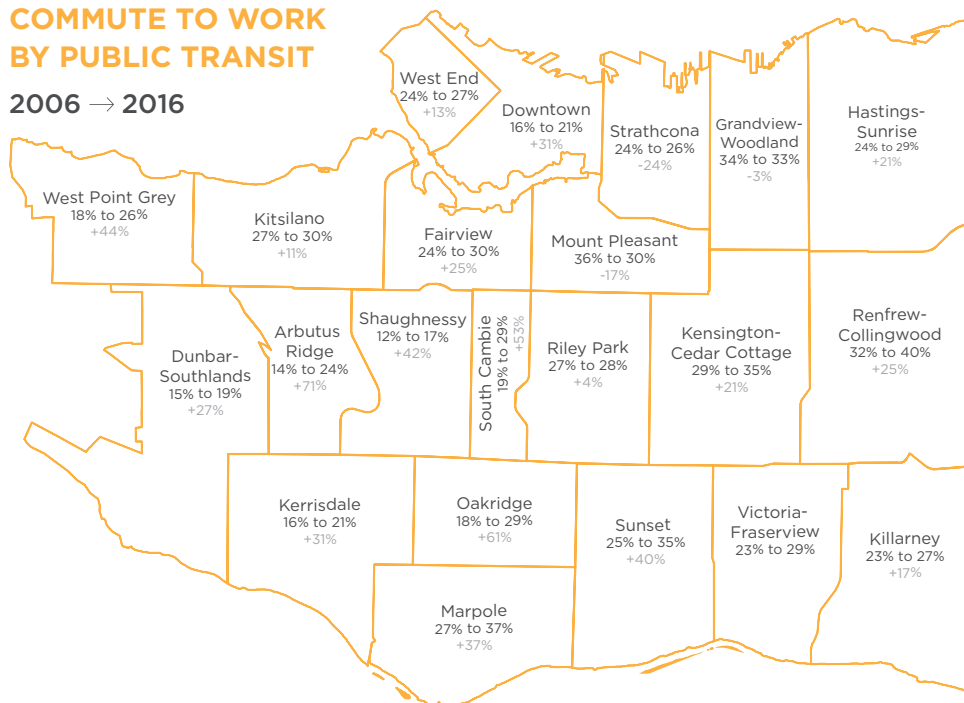 COMMUTE TO WORK
BY PUBLIC TRANSIT
2006 → 2016
West End
24% to 27%
+13%
Downtown
16% to 21%
+31%
Strathcona
24% to 26%
-24%
Grandview-
Woodland
34% to 33%
-3%
Hastings-
Sunrise
24% to 29%
+21%
West Point Grey
18% to 26%
+44%
Kitsilano
27% to 30%
+11%
Fairview
24% to 30%
+25%
Mount Pleasant
36% to 30%
-17%
Dunbar-
Southlands
15% to 19%
+27%
Arbutus
Ridge
14% to 24%
+71%
Shaughnessy
12% to 17%
+42%
South Cambie
19% to 29%
+53%
Riley Park
27% to 28%
+4%
Kensington-
Cedar Cottage
29% to 35%
+21%
Renfrew-
Collingwood
32% to 40%
+25%
Kerrisdale
16% to 21%
+31%
Oakridge
18% to 29%
+61%
Sunset
25% to 35%
+40%
Victoria-
Fraserview
23% to 29%
Killarney
23% to 27%
+17%
Marpole
27% to 37%
+37%